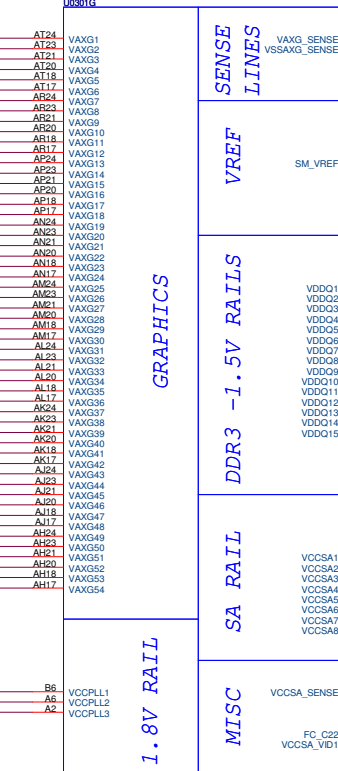 U0301G
AT24 VAXG1
AT23 VAXG2
AT21 VAXG3
AT20 VAXG4
AT18 VAXG5
AT17 VAXG6
AR24 VAXG7
AR23 VAXG8
AR21 VAXG9
AR20 VAXG10
AR18 VAXG11
AR17 VAXG12
AP24 VAXG13
AP23 VAXG14
AP21 VAXG15
AP20 VAXG16
AP18 VAXG17
AP17 VAXG18
AN24 VAXG19
AN23 VAXG20
AN21 VAXG21
AN20 VAXG22
AN18 VAXG23
AN17 VAXG24
AM24 VAXG25
AM23 VAXG26
AM21 VAXG27
AM20 VAXG28
AM18 VAXG29
AM17 VAXG30
AL24 VAXG31
AL23 VAXG32
AL21 VAXG33
AL20 VAXG34
AL18 VAXG35
AL17 VAXG36
AK24 VAXG37
AK23 VAXG38
AK21 VAXG39
AK20 VAXG40
AK18 VAXG41
AK17 VAXG42
AJ24 VAXG43
AJ23 VAXG44
AJ21 VAXG45
AJ20 VAXG46
AJ18 VAXG47
AJ17 VAXG48
AH24 VAXG49
AH23 VAXG50
AH21 VAXG51
AH20 VAXG52
AH18 VAXG53
AH17 VAXG54
GRAPHICS
B6 VCCPLL1
A6 VCCPLL2
A2 VCCPLL3
1.8V RAIL
SENSE
LINES
VAXG_SENSE
VSSAXG_SENSE
VREF
SM_VREF
DDR3 -1.5V RAILS
VDDQ1
VDDQ2
VDDQ3
VDDQ4
VDDQ5
VDDQ6
VDDQ7
VDDQ8
VDDQ9
VDDQ10
VDDQ11
VDDQ12
VDDQ13
VDDQ14
VDDQ15
SA RAIL
VCCSA1
VCCSA2
VCCSA3
VCCSA4
VCCSA5
VCCSA6
VCCSA7
VCCSA8
MISC
VCCSA_SENSE
FC_C22
VCCSA_VID1